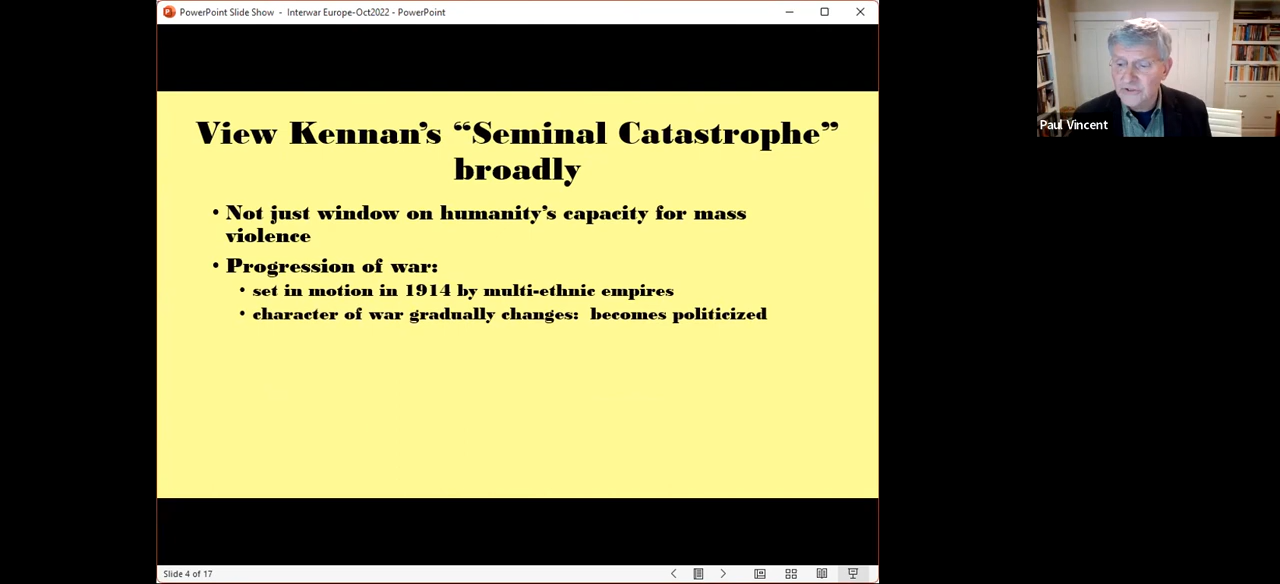 PowerPoint Slide Show - Interwar Europe-Oct2022 - PowerPoint
View Kennan's “Seminal Catastrophe”
broadly
• Not just window on humanity's capacity for mass
violence
• Progression of war:
• set in motion in 1914 by multi-ethnic empires
• character of war gradually changes: becomes politicized
Slide 4 of 17
Paul Vincent